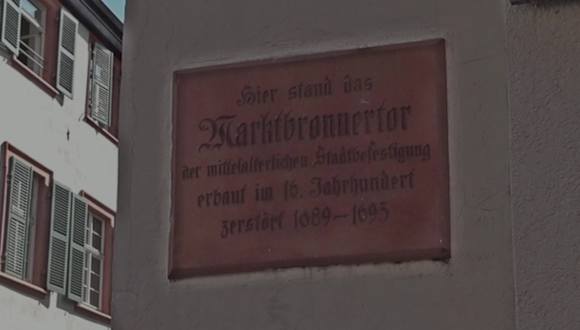 Hier stand das
Marktbronnertor
der mittelalterlichen Stadtbefestigung
erbaut im 16. Jahrhundert
zerstört 1689-1693